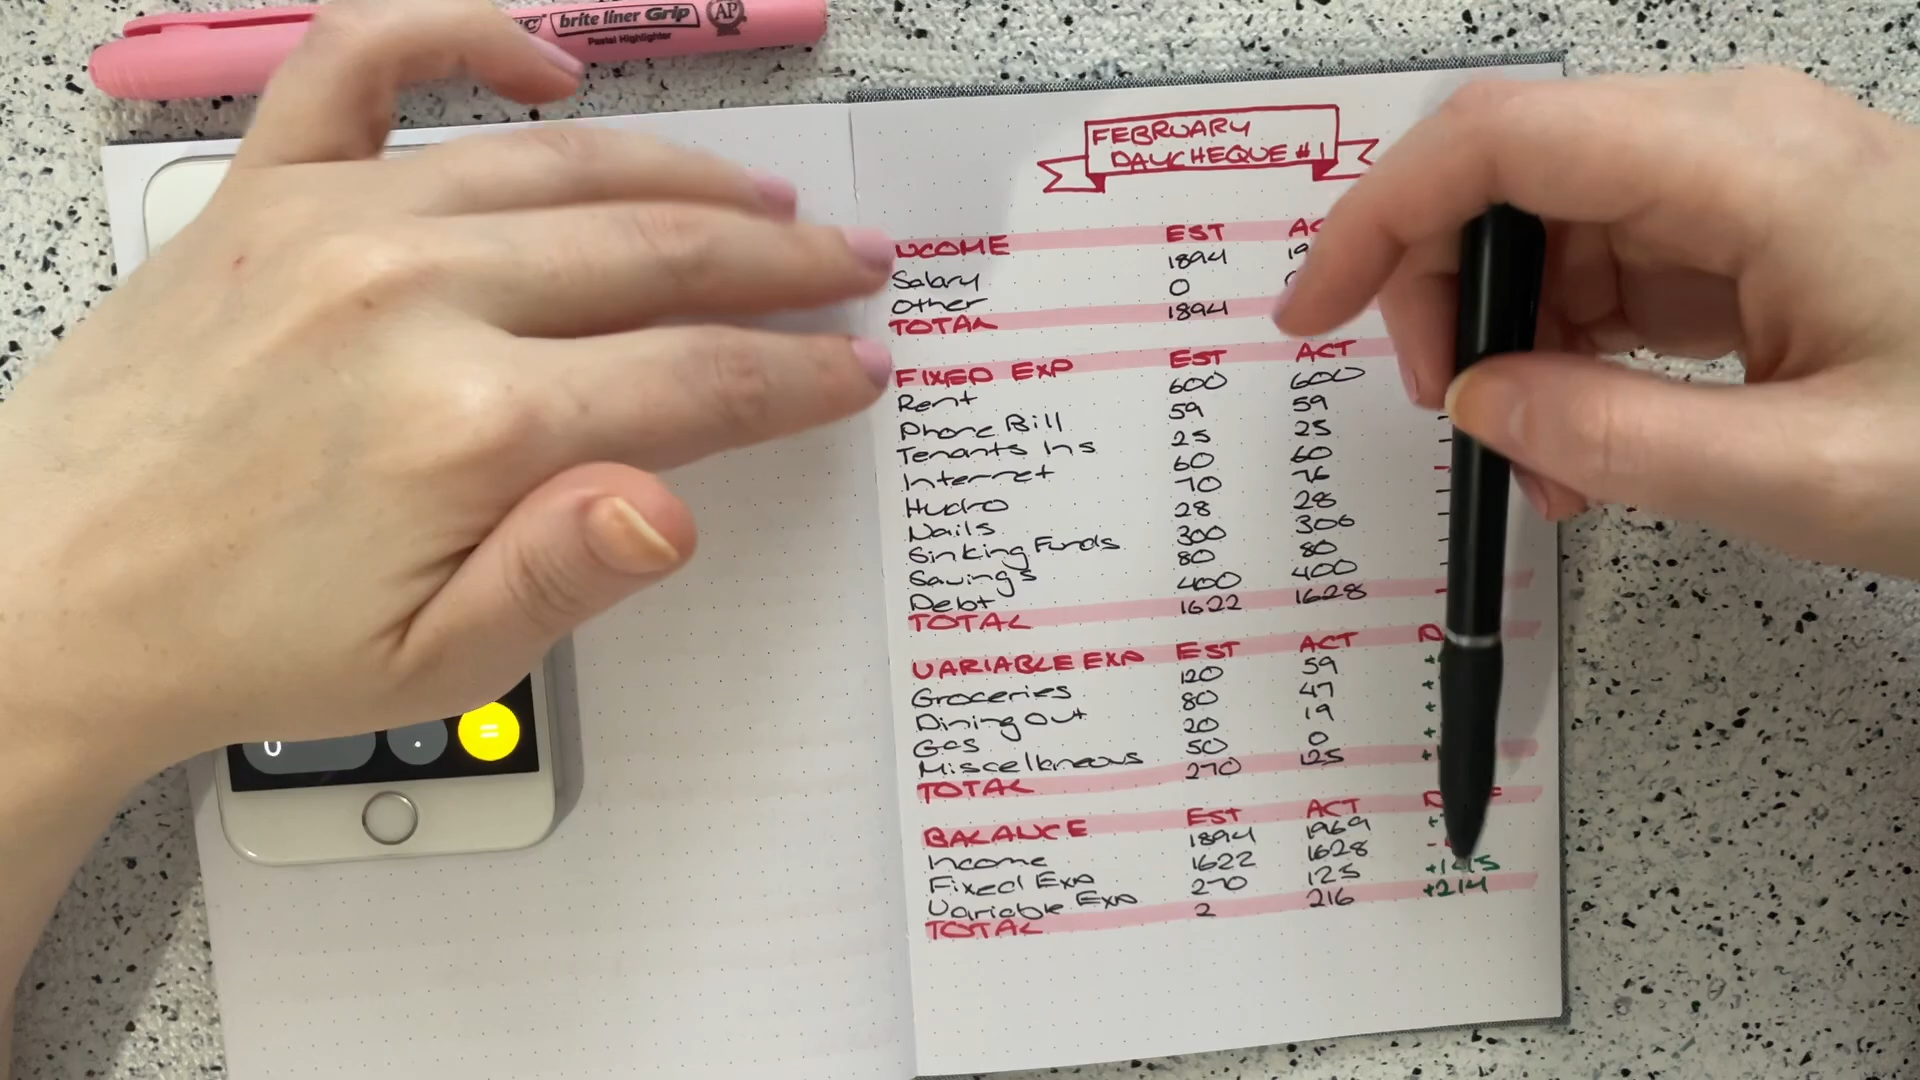 brite liner Grip AP
Pastel Highlighter
FEBRUARY
PAYCHEQUE #1
INCOME EST
Salary 1894
Other 0
TOTAL 1894
FIXED EXP EST ACT
Rent 600 600
Phone Bill 59 59
Tenants Ins 25 25
Internet 60 60
Hydro 70 76
Nails 28 28
Sinking Funds 300 300
Savings 80 80
Debt 400 400
TOTAL 1622 1628
VARIABLE EXP EST ACT
Groceries 120 59
Dining Out 80 47
Gas 20 19
Miscellaneous 50 0
TOTAL 270 125
BALANCE EST ACT
Income 1894 1969
Fixed Exp 1622 1628
Variable Exp 270 125 +145
TOTAL 2 216 +214
0 . =